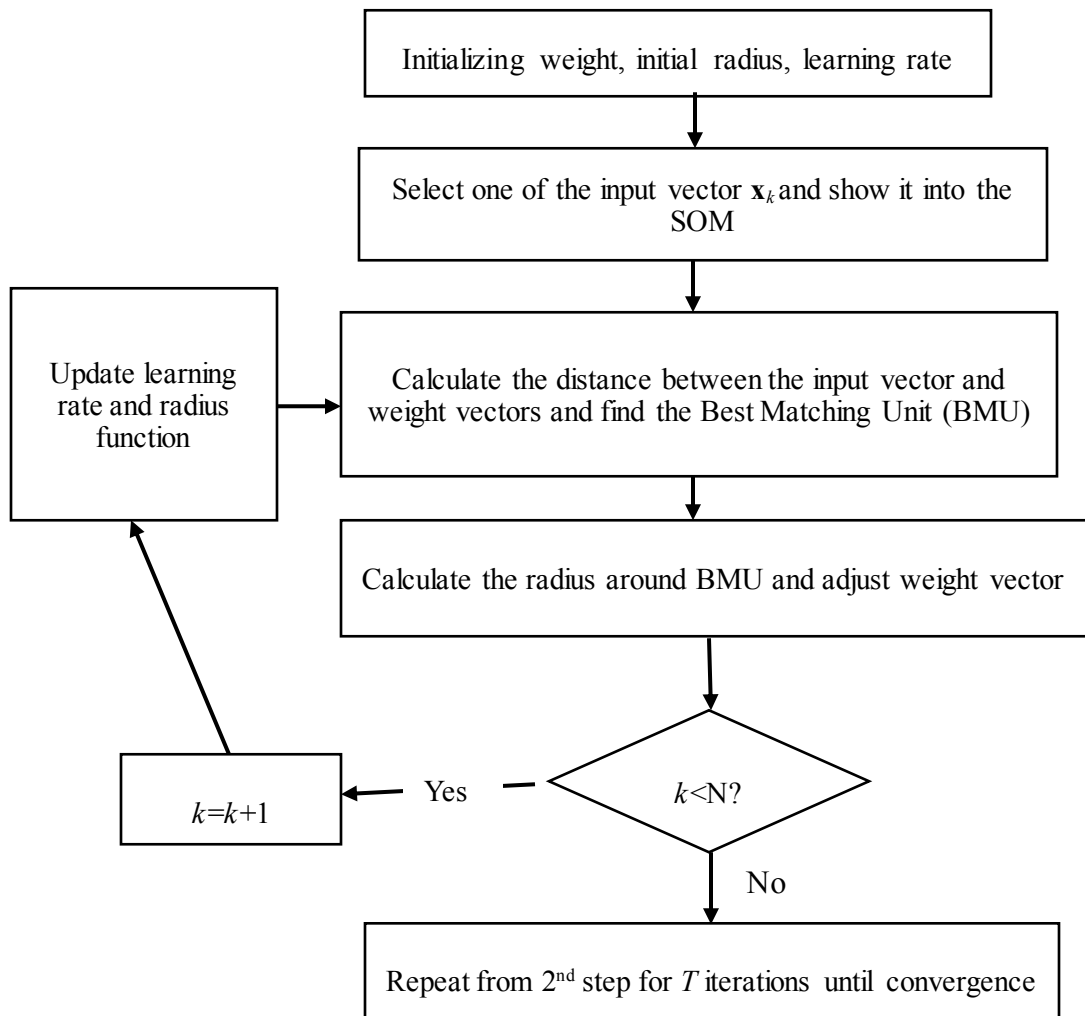 Initializing weight, initial radius, learning rate
Select one of the input vector xₖ and show it into the
SOM
Update learning
rate and radius
function
Calculate the distance between the input vector and
weight vectors and find the Best Matching Unit (BMU)
Calculate the radius around BMU and adjust weight vector
k<N?
Yes
k=k+1
No
Repeat from 2nd step for T iterations until convergence